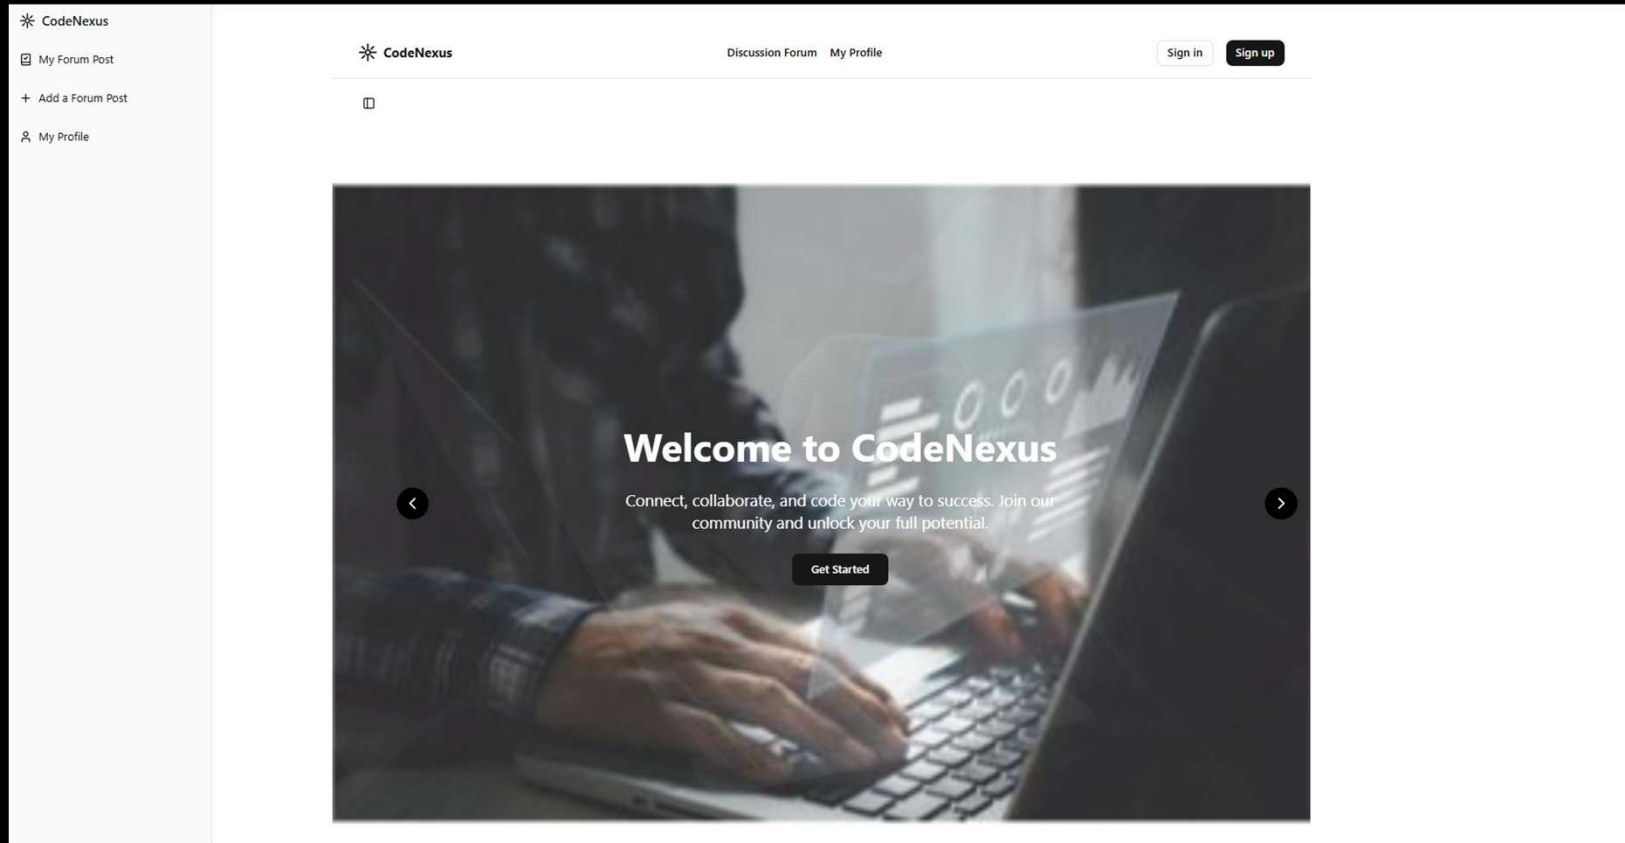 CodeNexus
My Forum Post
Add a Forum Post
My Profile
CodeNexus
Discussion Forum My Profile
Sign in Sign up
Welcome to CodeNexus
Connect, collaborate, and code your way to success. Join our
community and unlock your full potential.
Get Started